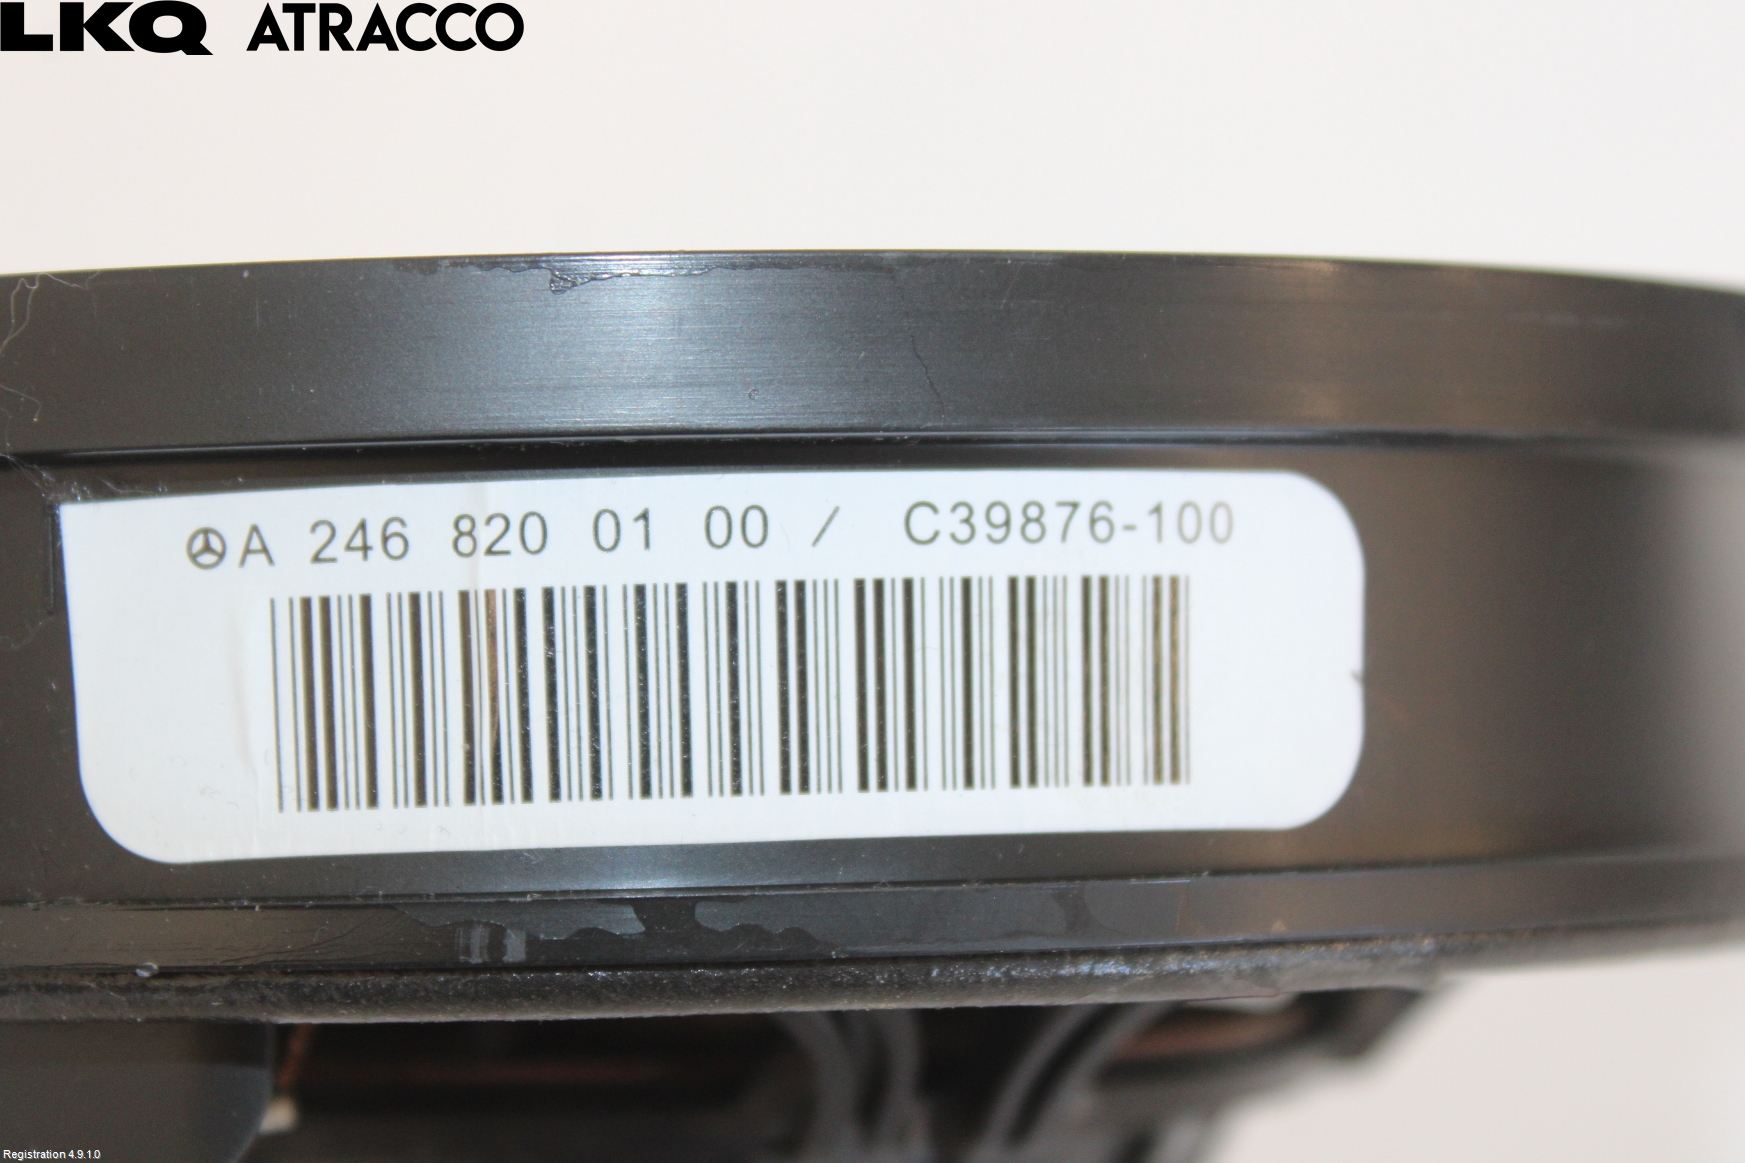 LKQ ATRACCO
A 246 820 01 00 / C39876-100
Registration 4.9.1.0